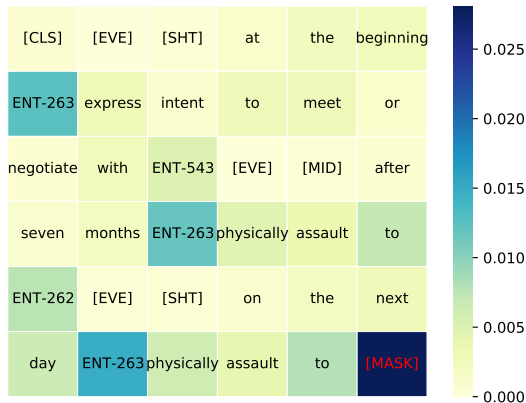 [CLS] [EVE] [SHT] at the beginning
ENT-263 express intent to meet or
negotiate with ENT-543 [EVE] [MID] after
seven months ENT-263 physically assault to
ENT-262 [EVE] [SHT] on the next
day ENT-263 physically assault to [MASK]
0.025
0.020
0.015
0.010
0.005
0.000